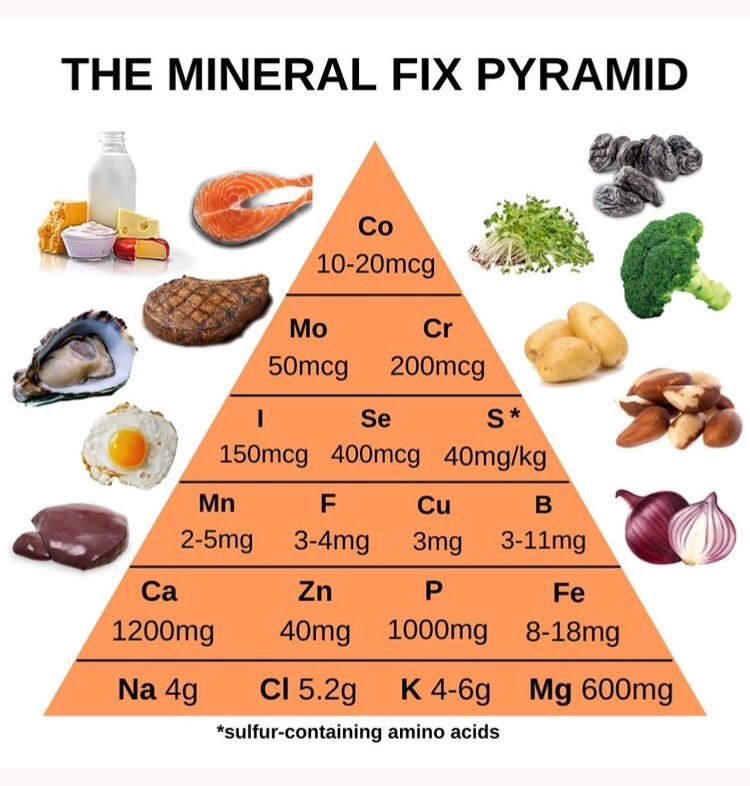 THE MINERAL FIX PYRAMID
Co
10-20mcg
Mo Cr
50mcg 200mcg
I Se S*
150mcg 400mcg 40mg/kg
Mn F Cu B
2-5mg 3-4mg 3mg 3-11mg
Ca Zn P Fe
1200mg 40mg 1000mg 8-18mg
Na 4g Cl 5.2g K 4-6g Mg 600mg
*sulfur-containing amino acids